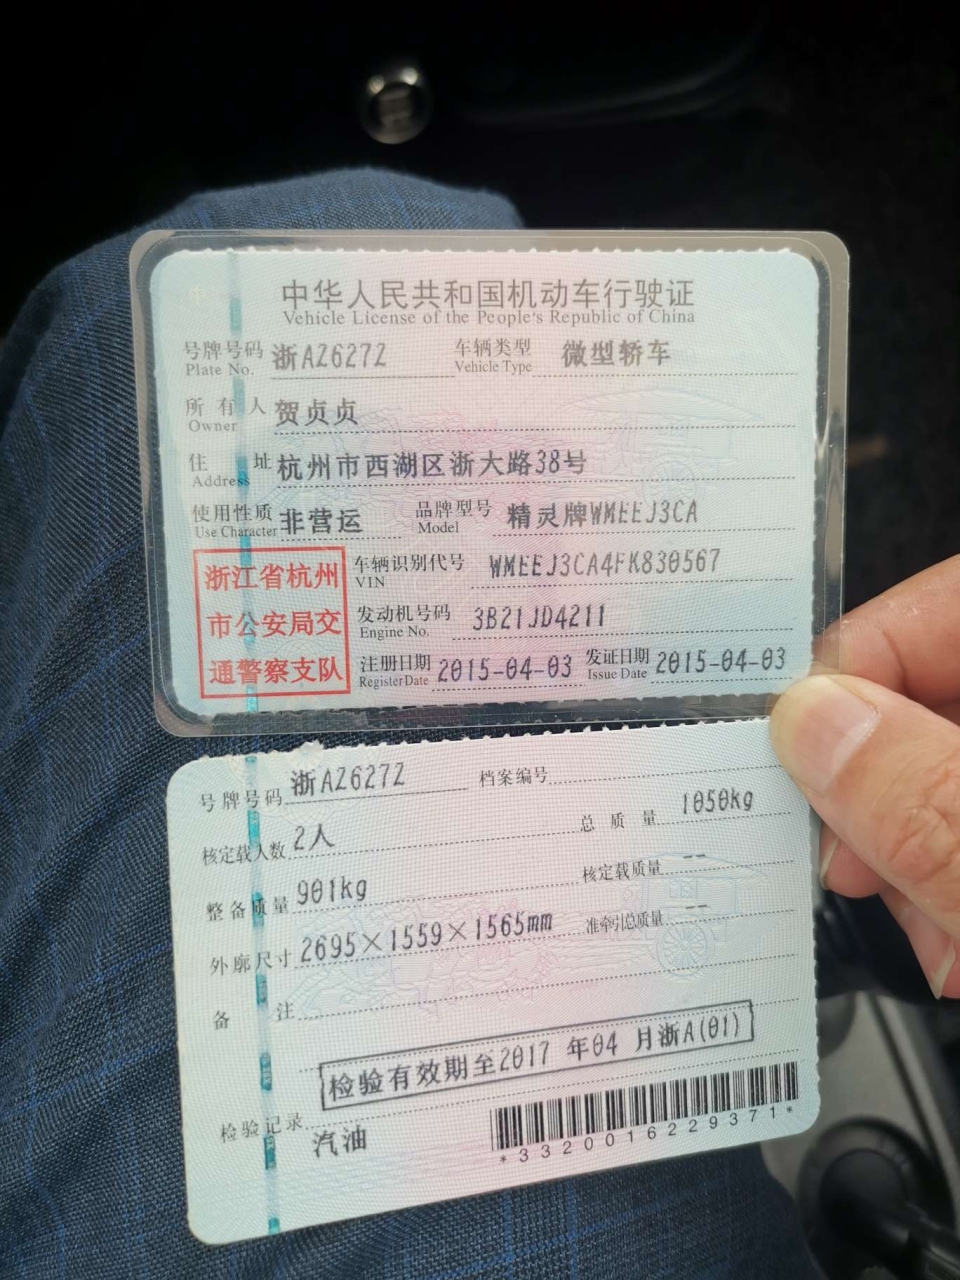 中华人民共和国机动车行驶证
Vehicle License of the People's Republic of China
号牌号码 浙AZ6272 车辆类型 微型轿车
Plate No. Vehicle Type
所有人 贺贞贞
Owner
住址 杭州市西湖区浙大路38号
Address
使用性质 非营运 品牌型号 精灵牌WMEEJ3CA
Use Character Model
浙江省杭州
市公安局交
通警察支队
车辆识别代号 WMEEJ3CA4FK830567
VIN
发动机号码 3B21JD4211
Engine No.
注册日期 2015-04-03 发证日期 2015-04-03
Register Date Issue Date
号牌号码 浙AZ6272 档案编号
核定载人数 2人 总质量 1050kg
整备质量 901kg 核定载质量 --
外廓尺寸 2695×1559×1565mm 准牵引总质量 --
备注
检验有效期至2017 年04 月浙A(01)
检验记录
汽油
*3320016229371*